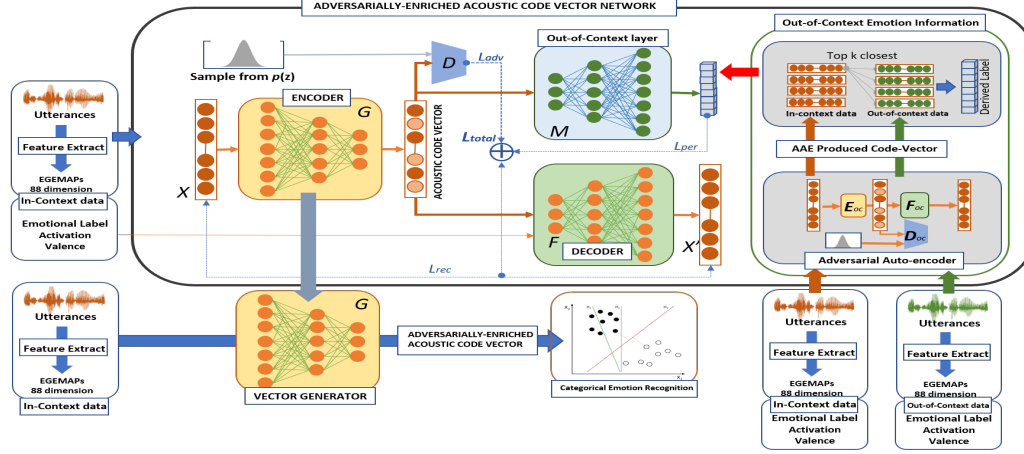 ADVERSARIALLY-ENRICHED ACOUSTIC CODE VECTOR NETWORK
Sample from p(z)
D
Ladv
Out-of-Context layer
M
ENCODER
G
X
ACOUSTIC CODE VECTOR
Ltotal
Lper
F
DECODER
X'
Lrec
Utterances
Feature Extract
EGEMAPs
88 dimension
In-Context data
Emotional Label
Activation
Valence
Out-of-Context Emotion Information
Top k closest
In-context data
Out-of-context data
Derived Label
AAE Produced Code-Vector
EOC
FOC
DOC
Adversarial Auto-encoder
Utterances
Feature Extract
EGEMAPs
88 dimension
In-Context data
G
VECTOR GENERATOR
ADVERSARIALLY-ENRICHED
ACOUSTIC CODE VECTOR
Categorical Emotion Recognition
Utterances
Feature Extract
EGEMAPs
88 dimension
In-Context data
Emotional Label
Activation
Valence
Utterances
Feature Extract
EGEMAPs
88 dimension
Out-of-Context data
Emotional Label
Activation
Valence